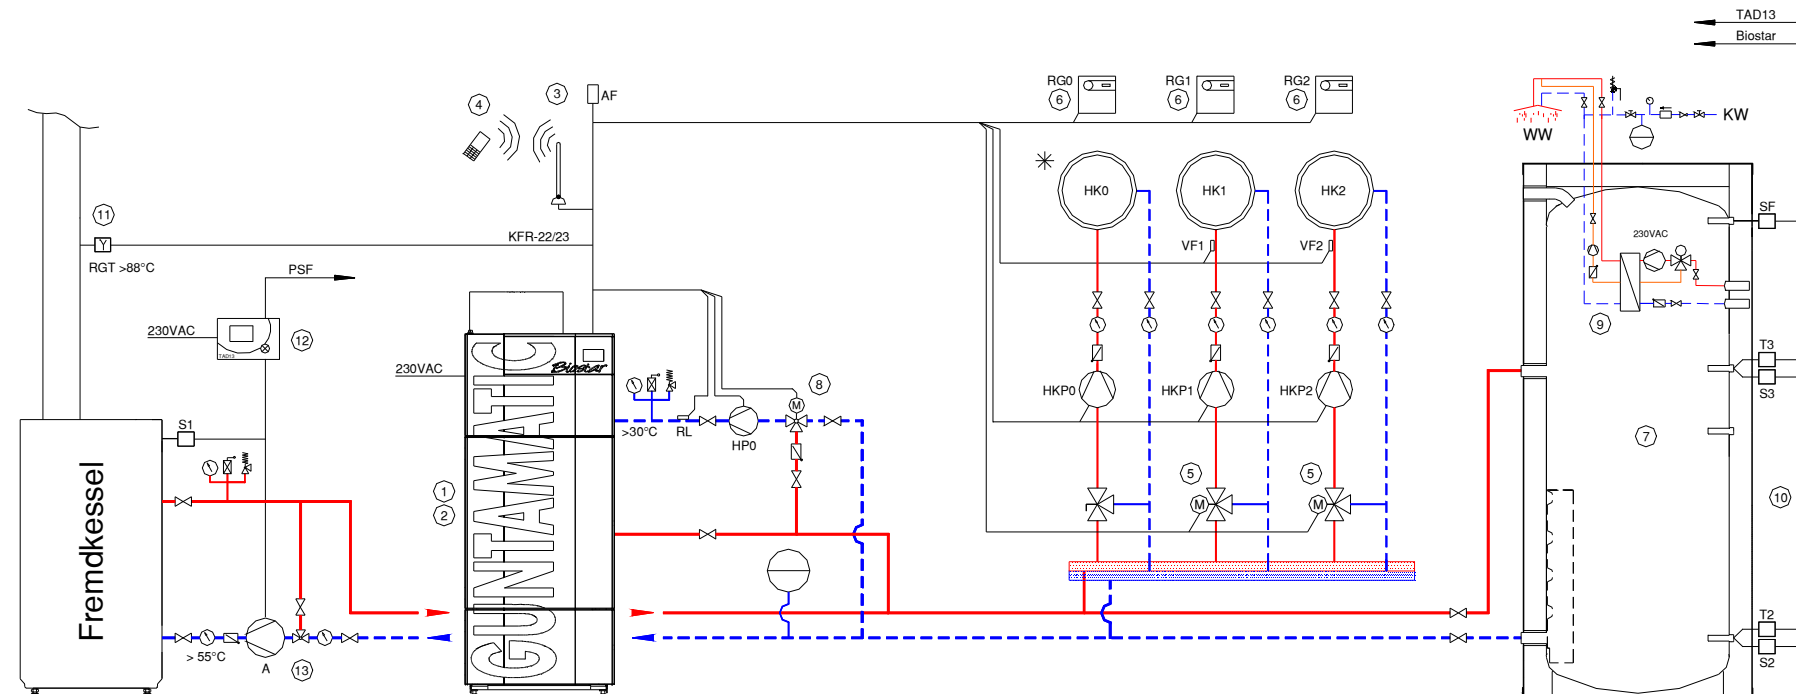 TAD13
Biostar
3
AF
4
RG0
6
RG1
6
RG2
6
WW
KW
HK0
HK1
HK2
11
Y
RGT >88°C
KFR-22/23
VF1
VF2
SF
230VAC
PSF
230VAC
TAD13
12
9
230VAC
Biostar
8
M
T3
S3
HKP0
HKP1
HKP2
>30°C
RL
HP0
S1
7
Fremdkessel
GUNTAMATIC
1
2
5
M
5
M
10
> 55°C
A
13
T2
S2